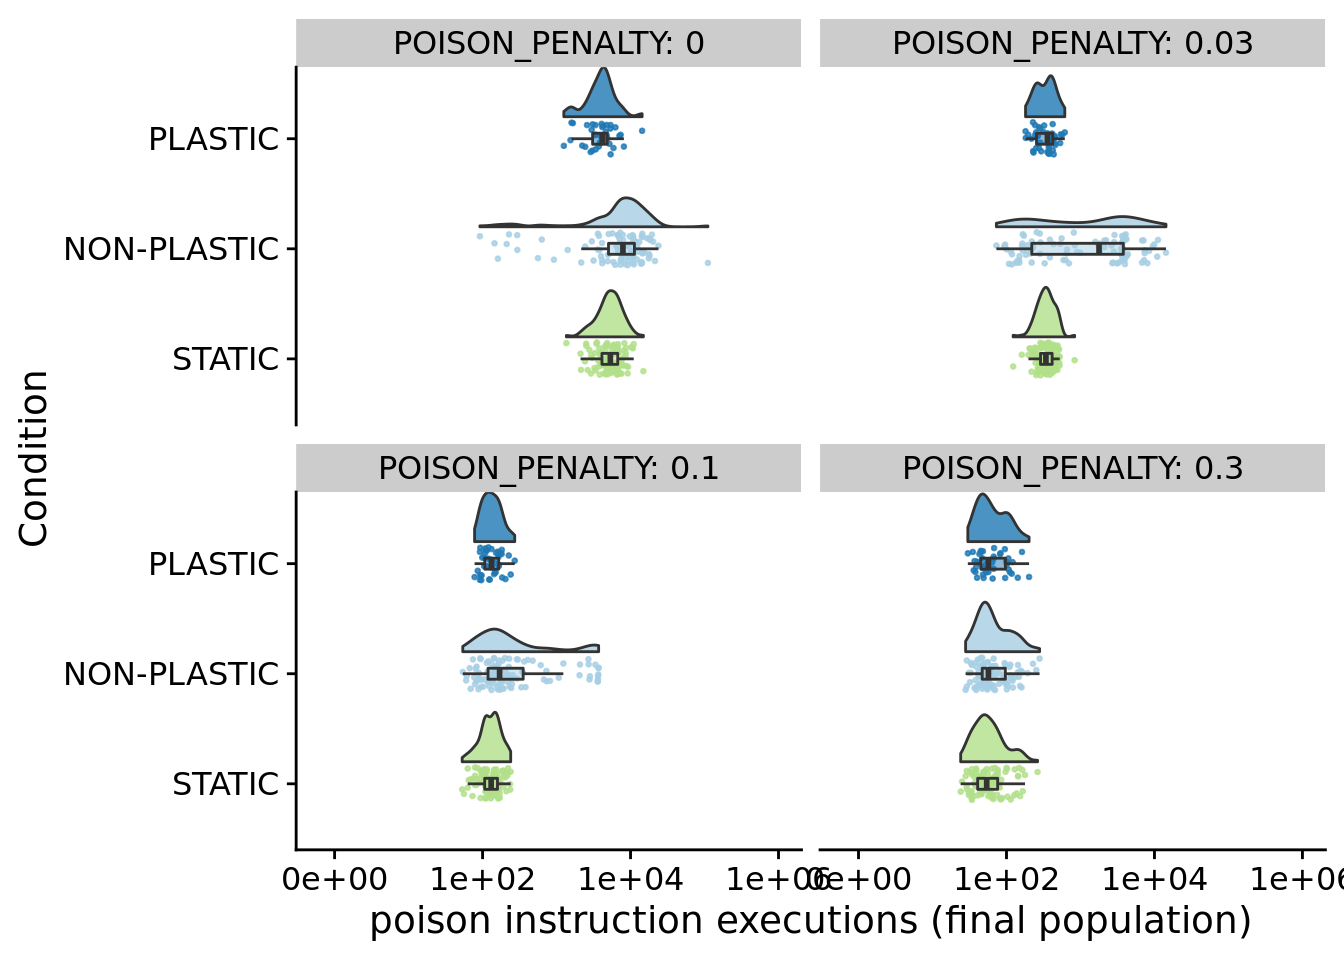 POISON_PENALTY: 0
POISON_PENALTY: 0.03
PLASTIC
NON-PLASTIC
STATIC
Condition
POISON_PENALTY: 0.1
POISON_PENALTY: 0.3
PLASTIC
NON-PLASTIC
STATIC
0e+00 1e+02 1e+04 1e+06
0e+00 1e+02 1e+04 1e+06
poison instruction executions (final population)